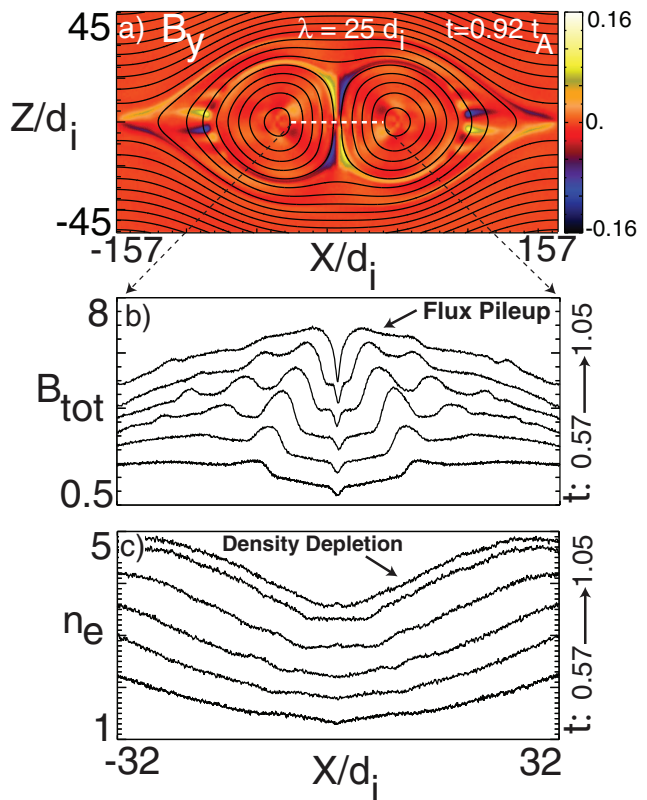 a) B_y λ = 25 d_i t=0.92 t_A
45
Z/d_i
-45
-157
157
X/d_i
0.16
0.
-0.16
b)
8
B_tot
0.5
Flux Pileup
t: 0.57 → 1.05
c)
5
n_e
1
Density Depletion
t: 0.57 → 1.05
-32
32
X/d_i